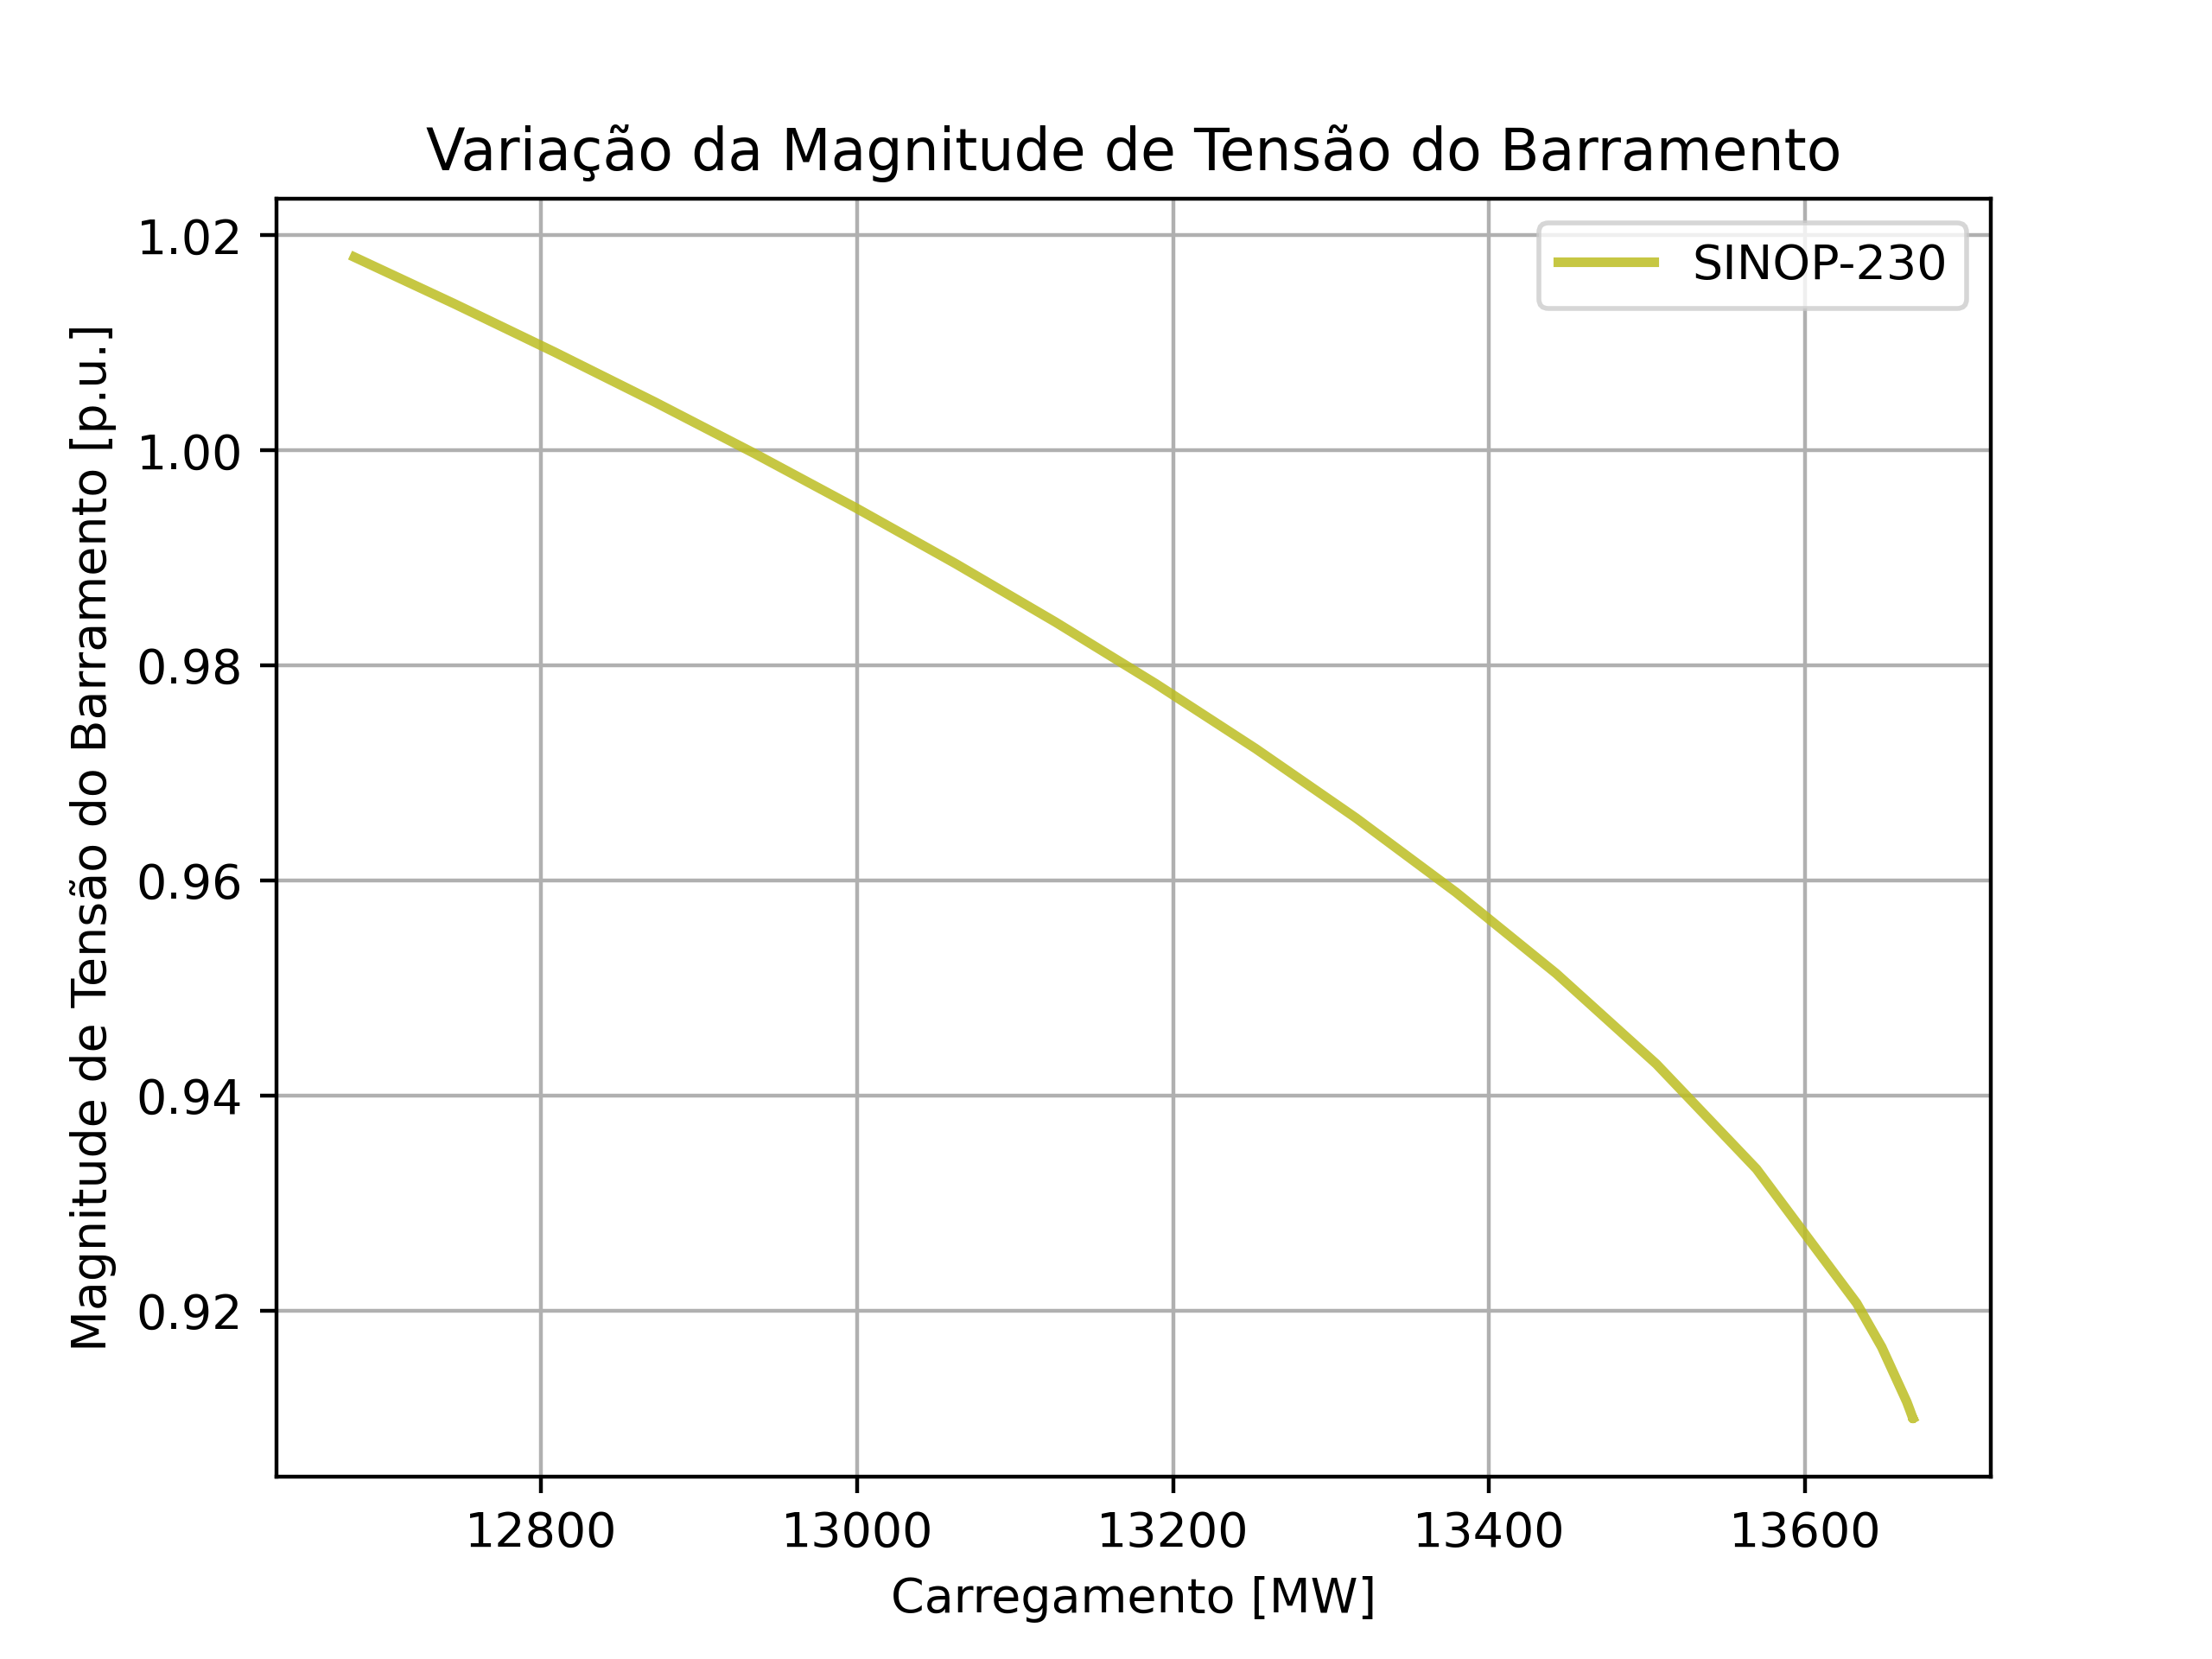 Variação da Magnitude de Tensão do Barramento
SINOP-230
Magnitude de Tensão do Barramento [p.u.]
1.02
1.00
0.98
0.96
0.94
0.92
12800 13000 13200 13400 13600
Carregamento [MW]